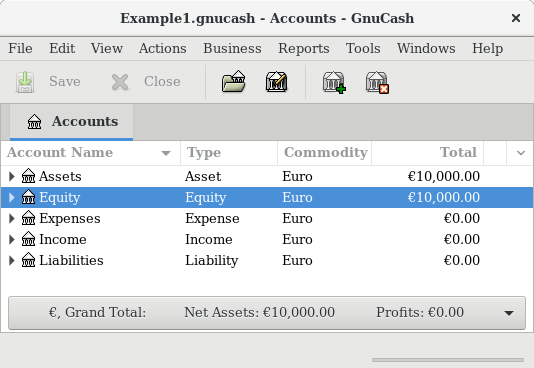 Example1.gnucash - Accounts - GnuCash
File Edit View Actions Business Reports Tools Windows Help
Save Close
Accounts
Account Name Type Commodity Total
Assets Asset Euro €10,000.00
Equity Equity Euro €10,000.00
Expenses Expense Euro €0.00
Income Income Euro €0.00
Liabilities Liability Euro €0.00
€, Grand Total: Net Assets: €10,000.00 Profits: €0.00